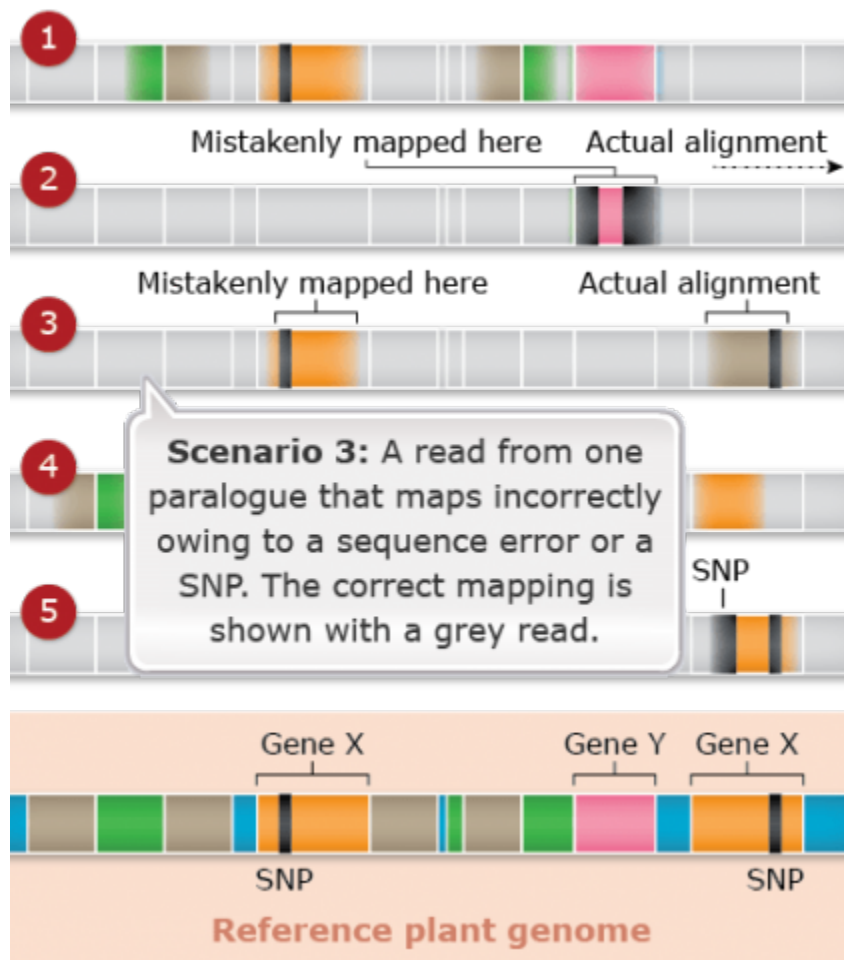 1
Mistakenly mapped here Actual alignment
2
Mistakenly mapped here Actual alignment
3
Scenario 3: A read from one
paralogue that maps incorrectly
owing to a sequence error or a
SNP. The correct mapping is
shown with a grey read.
4
SNP
5
Gene X Gene Y Gene X
SNP SNP
Reference plant genome